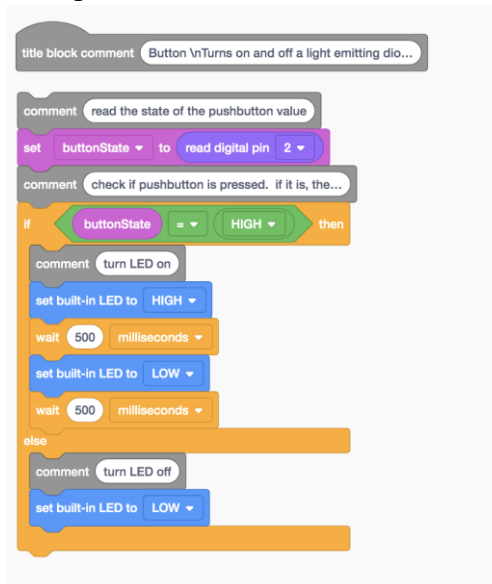 title block comment Button \nTurns on and off a light emitting dio...
comment read the state of the pushbutton value
set buttonState to read digital pin 2
comment check if pushbutton is pressed. if it is, the...
if buttonState = HIGH then
comment turn LED on
set built-in LED to HIGH
wait 500 milliseconds
set built-in LED to LOW
wait 500 milliseconds
else
comment turn LED off
set built-in LED to LOW